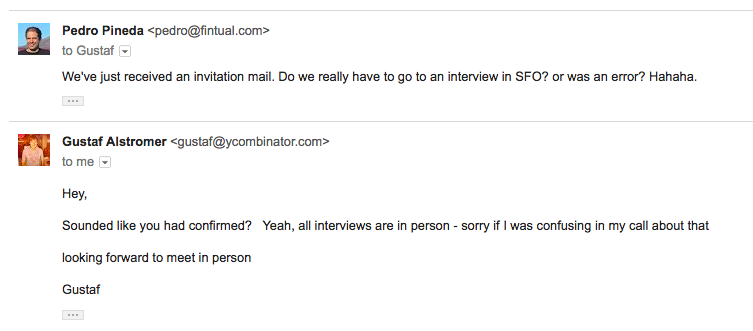 Pedro Pineda <pedro@fintual.com>
to Gustaf
We've just received an invitation mail. Do we really have to go to an interview in SFO? or was an error? Hahaha.
Gustaf Alstromer <gustaf@ycombinator.com>
to me
Hey,
Sounded like you had confirmed?   Yeah, all interviews are in person - sorry if I was confusing in my call about that
looking forward to meet in person
Gustaf